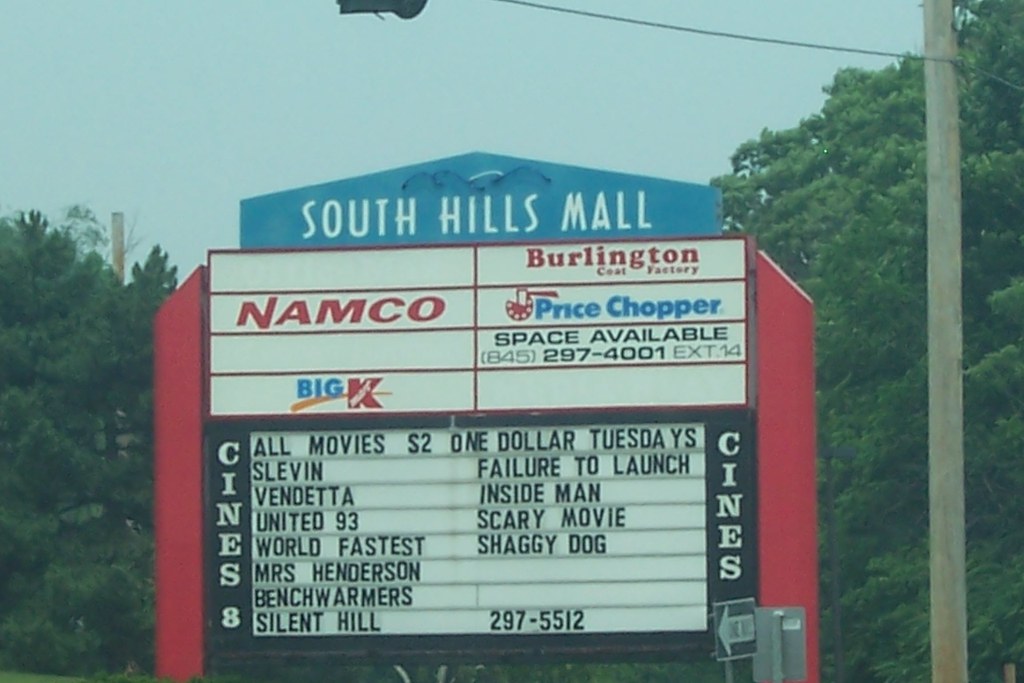 SOUTH HILLS MALL
Burlington
Coat Factory
NAMCO
Price Chopper
SPACE AVAILABLE
(845) 297-4001 EXT.14
BIG K
CINES 8
CINES
ALL MOVIES S2 ONE DOLLAR TUESDAYS
SLEVIN FAILURE TO LAUNCH
VENDETTA INSIDE MAN
UNITED 93 SCARY MOVIE
WORLD FASTEST SHAGGY DOG
MRS HENDERSON
BENCHWARMERS
SILENT HILL 297-5512